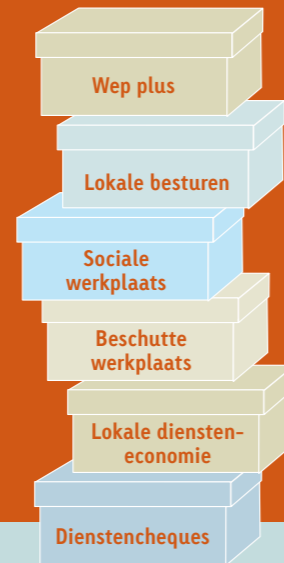 Wep plus
Lokale besturen
Sociale
werkplaats
Beschutte
werkplaats
Lokale diensten-
economie
Dienstencheques